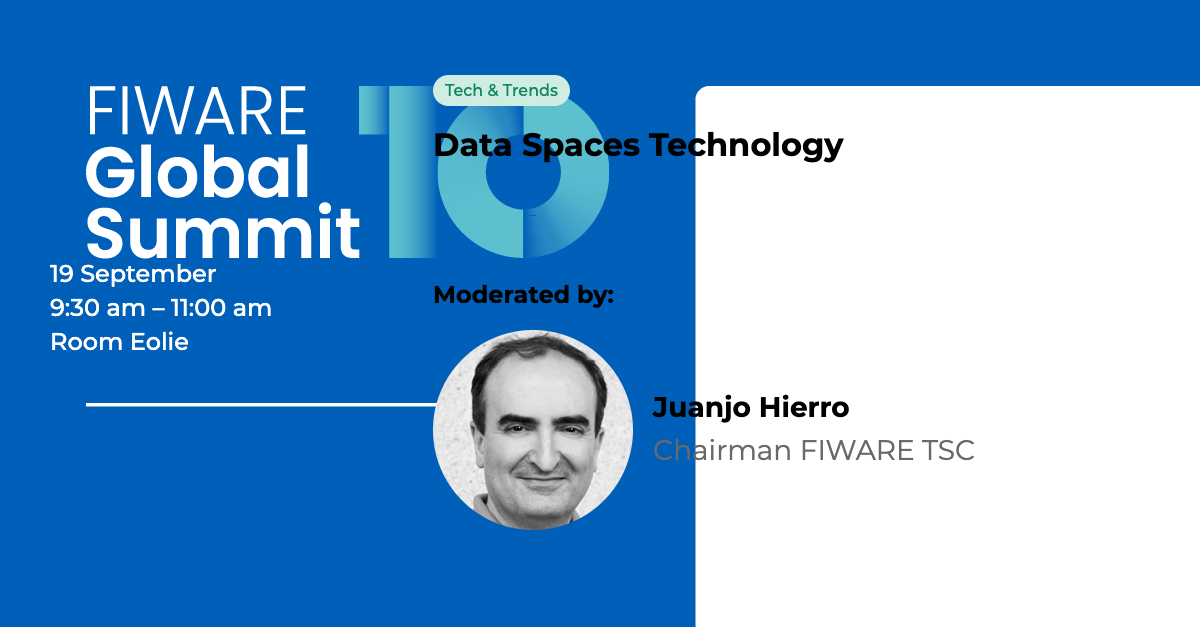 FIWARE
Global
Summit
10
19 September
9:30 am – 11:00 am
Room Eolie
Tech & Trends
Data Spaces Technology
Moderated by:
Juanjo Hierro
Chairman FIWARE TSC